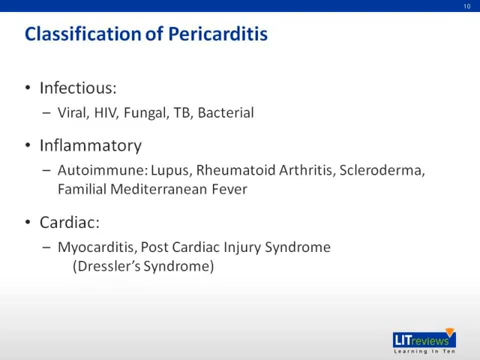 10
Classification of Pericarditis
• Infectious:
– Viral, HIV, Fungal, TB, Bacterial
• Inflammatory
– Autoimmune: Lupus, Rheumatoid Arthritis, Scleroderma,
Familial Mediterranean Fever
• Cardiac:
– Myocarditis, Post Cardiac Injury Syndrome
(Dressler's Syndrome)
LITreviews
Learning In Ten